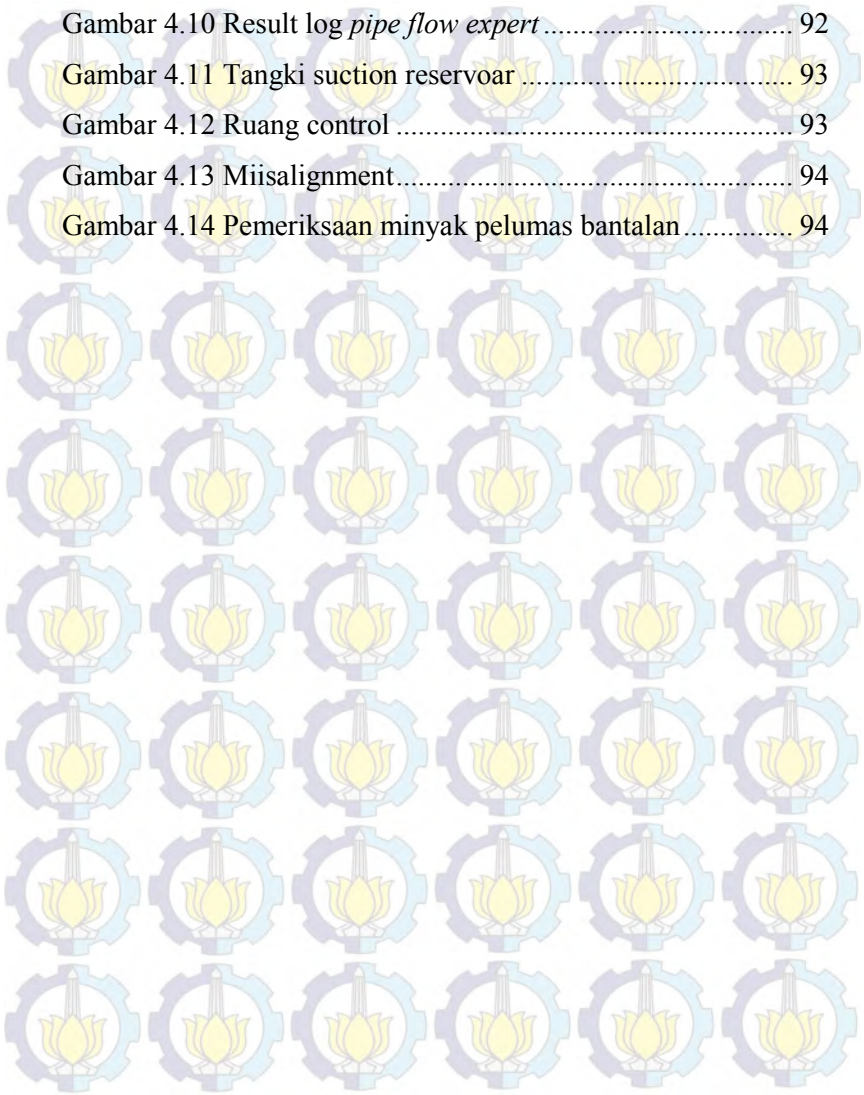 Gambar 4.10 Result log pipe flow expert ................................ 92
Gambar 4.11 Tangki suction reservoar ................................... 93
Gambar 4.12 Ruang control ..................................................... 93
Gambar 4.13 Miisalignment..................................................... 94
Gambar 4.14 Pemeriksaan minyak pelumas bantalan .............. 94